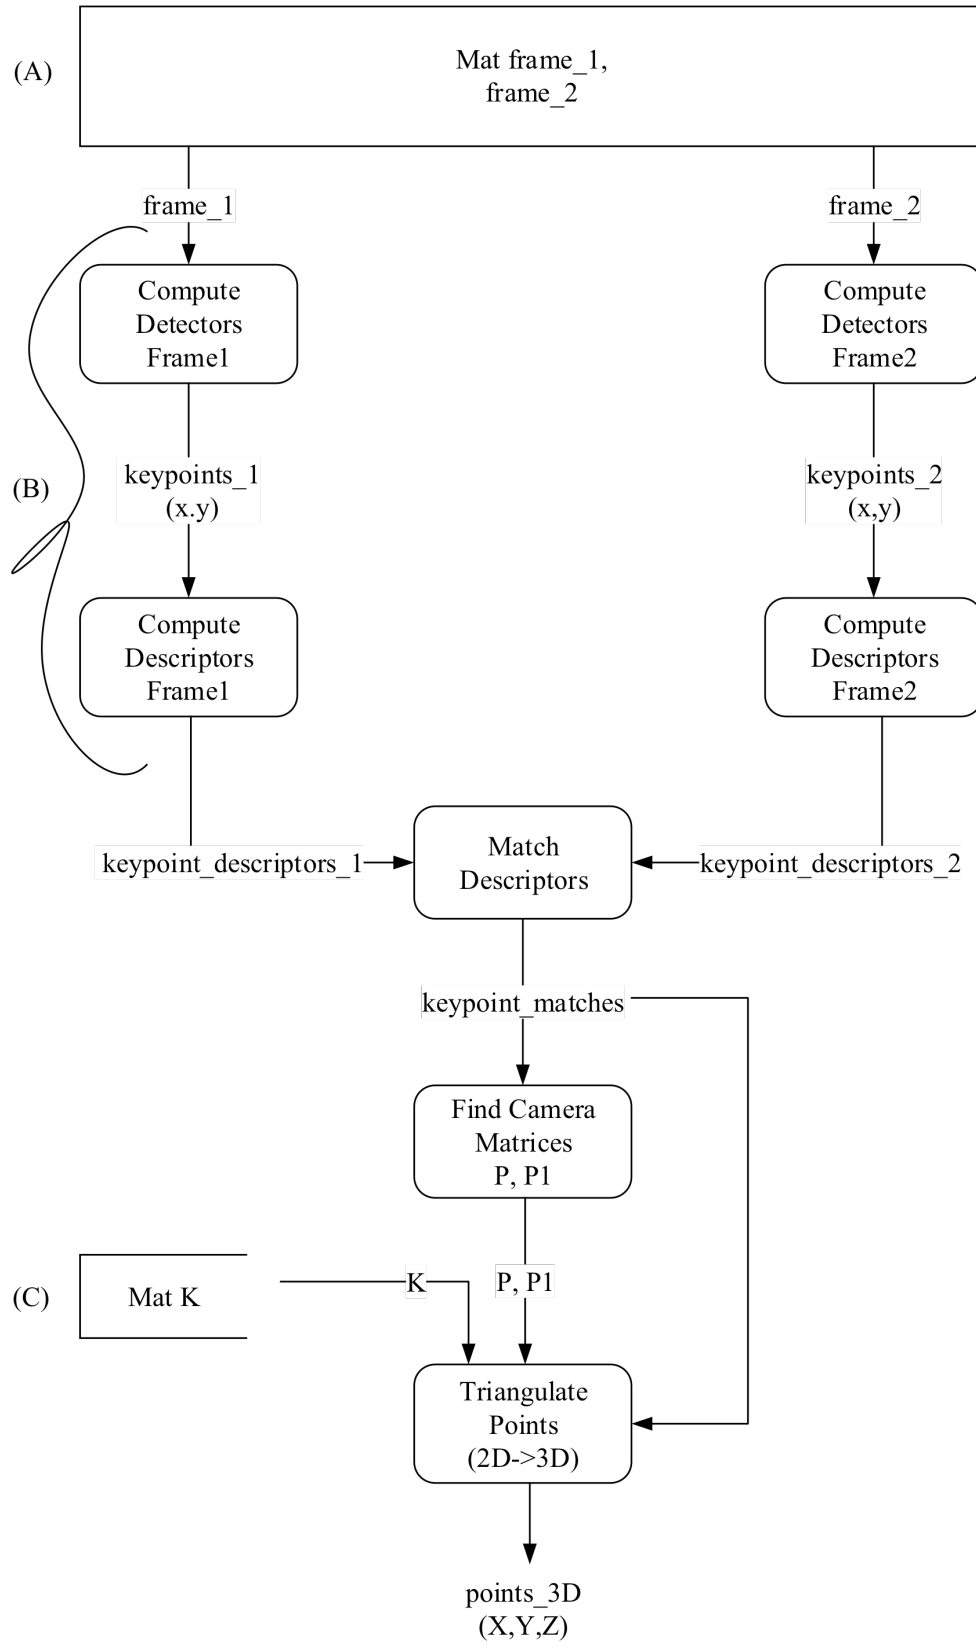 (A)
Mat frame_1,
frame_2
frame_1
frame_2
Compute
Detectors
Frame1
Compute
Detectors
Frame2
(B)
keypoints_1
(x.y)
keypoints_2
(x,y)
Compute
Descriptors
Frame1
Compute
Descriptors
Frame2
keypoint_descriptors_1
Match
Descriptors
keypoint_descriptors_2
keypoint_matches
Find Camera
Matrices
P, P1
(C)
Mat K
K
P, P1
Triangulate
Points
(2D->3D)
points_3D
(X,Y,Z)